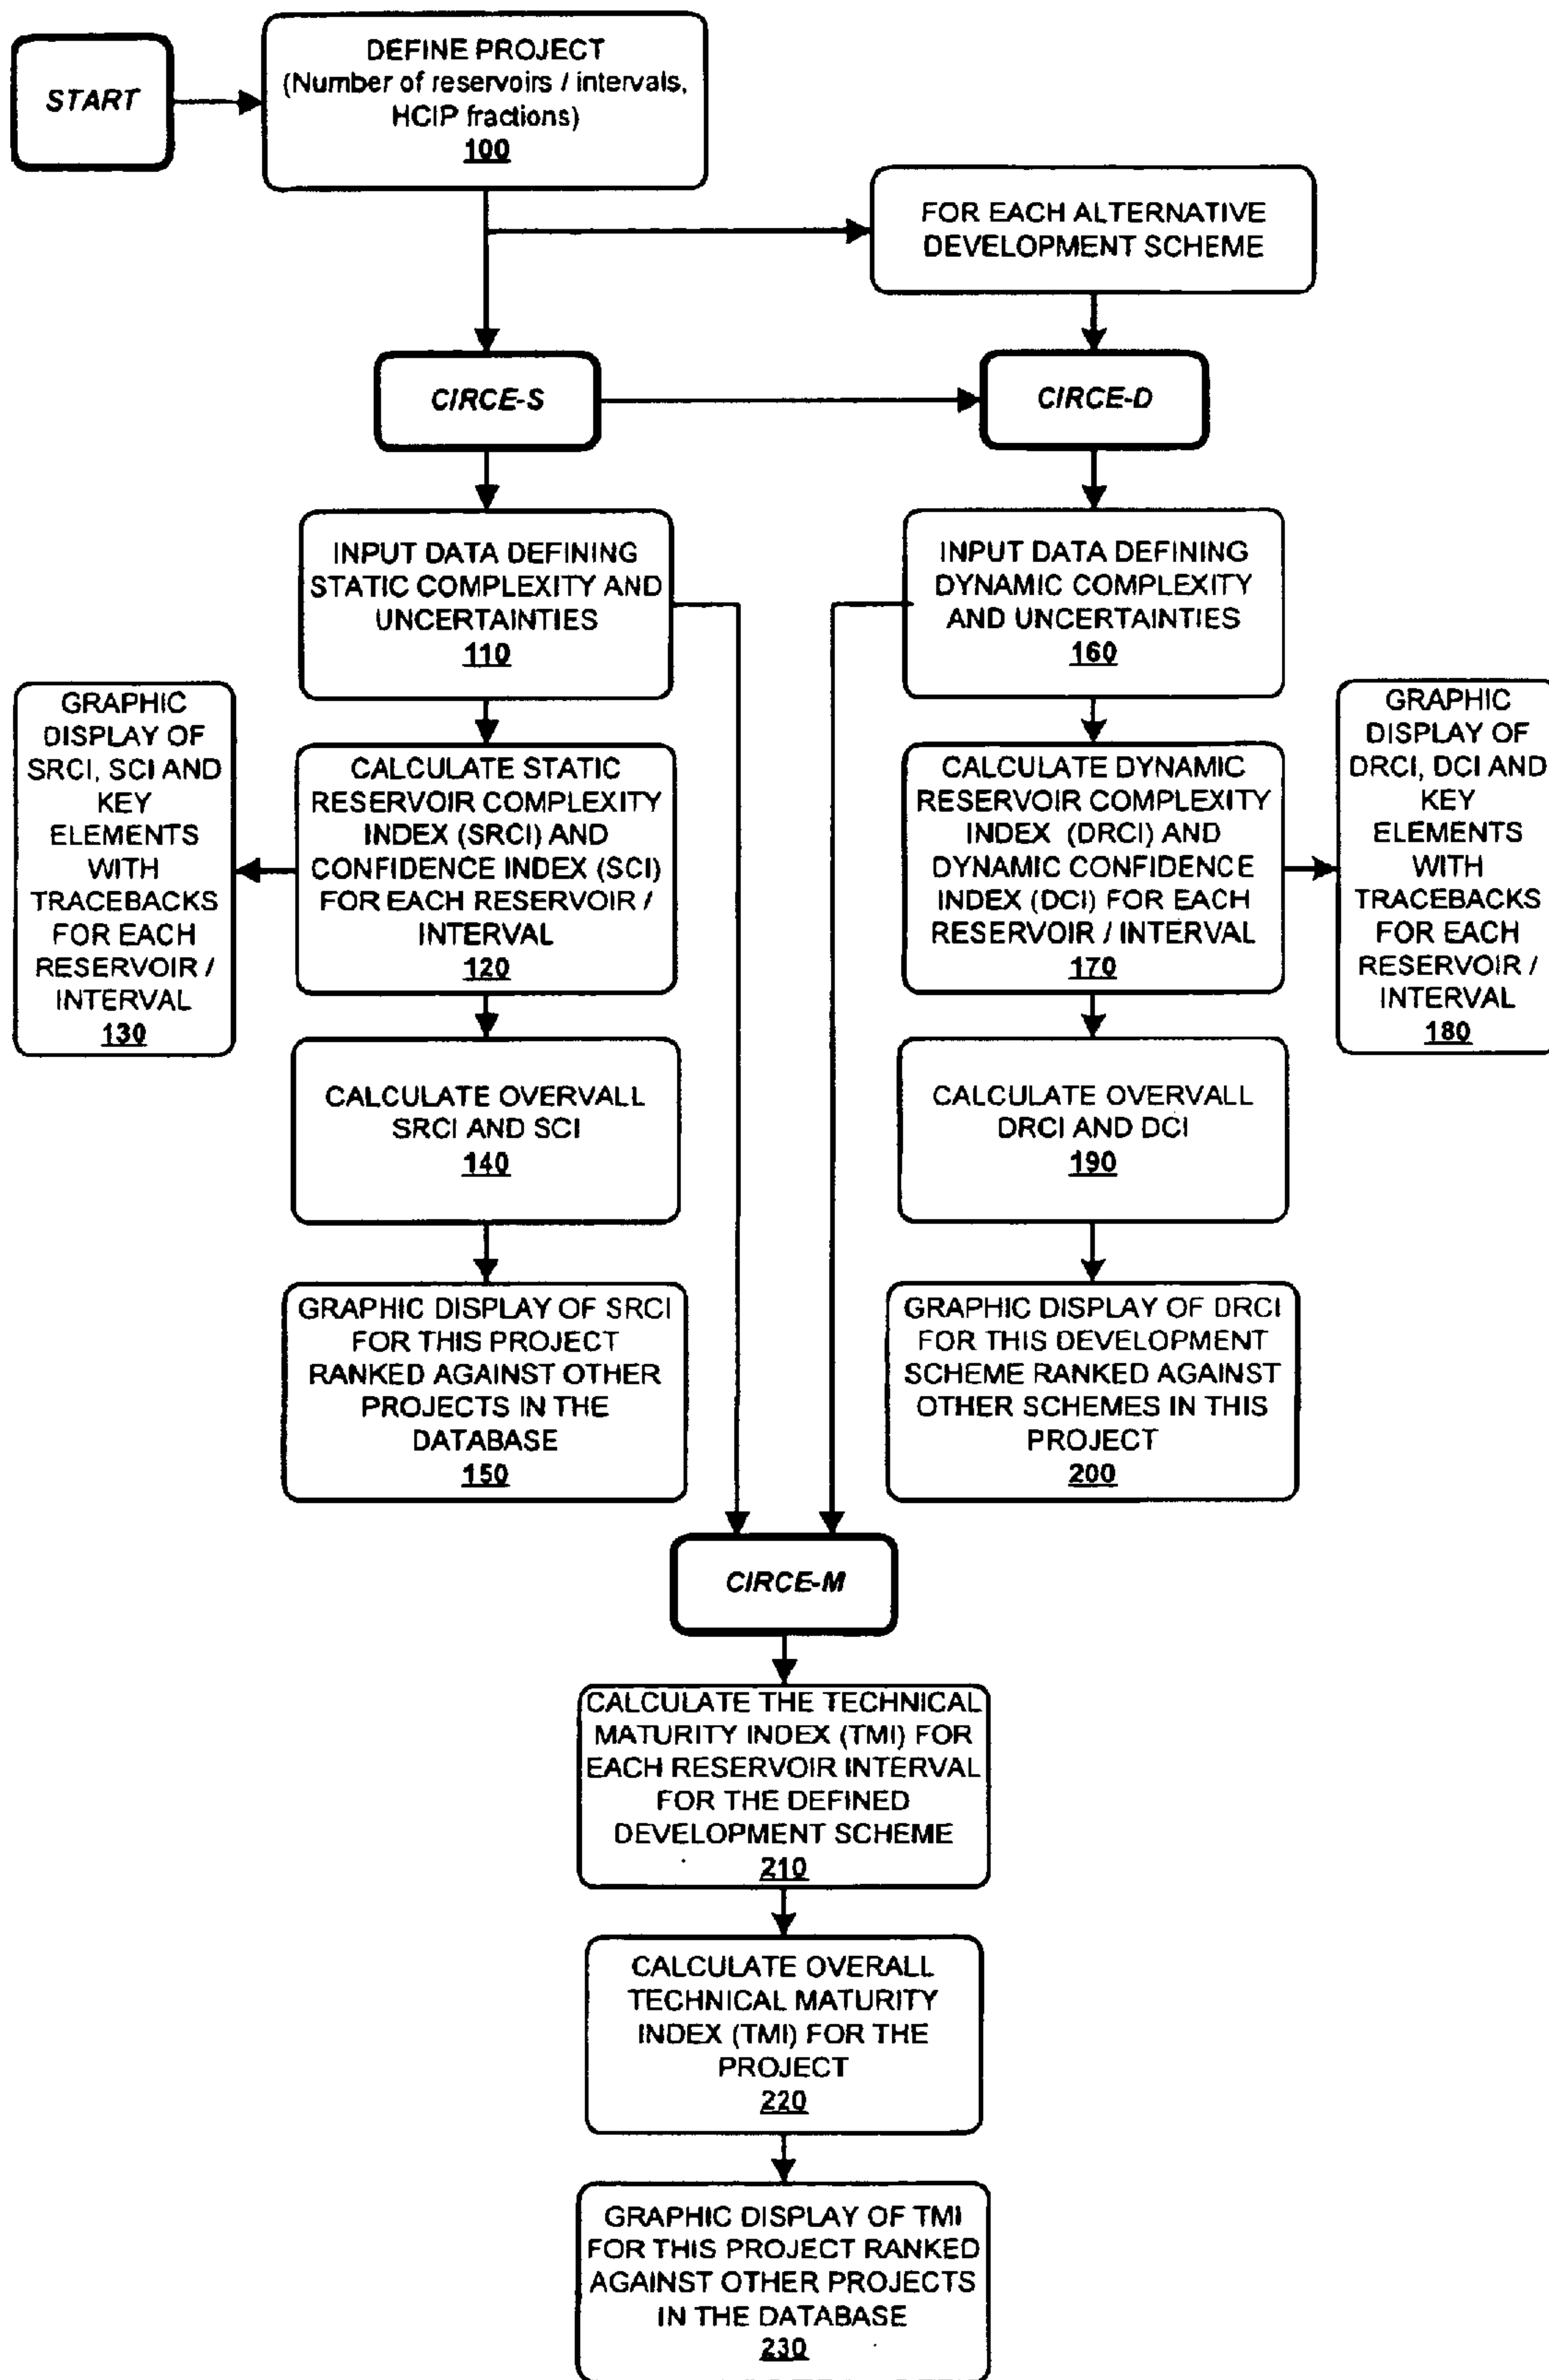 START
DEFINE PROJECT
(Number of reservoirs / intervals,
HCIP fractions)
100
FOR EACH ALTERNATIVE
DEVELOPMENT SCHEME
CIRCE-S
CIRCE-D
INPUT DATA DEFINING
STATIC COMPLEXITY AND
UNCERTAINTIES
110
INPUT DATA DEFINING
DYNAMIC COMPLEXITY
AND UNCERTAINTIES
160
GRAPHIC
DISPLAY OF
SRCI, SCI AND
KEY
ELEMENTS
WITH
TRACEBACKS
FOR EACH
RESERVOIR /
INTERVAL
130
CALCULATE STATIC
RESERVOIR COMPLEXITY
INDEX (SRCI) AND
CONFIDENCE INDEX (SCI)
FOR EACH RESERVOIR /
INTERVAL
120
CALCULATE DYNAMIC
RESERVOIR COMPLEXITY
INDEX (DRCI) AND
DYNAMIC CONFIDENCE
INDEX (DCI) FOR EACH
RESERVOIR / INTERVAL
170
GRAPHIC
DISPLAY OF
DRCI, DCI AND
KEY
ELEMENTS
WITH
TRACEBACKS
FOR EACH
RESERVOIR /
INTERVAL
180
CALCULATE OVERVALL
SRCI AND SCI
140
CALCULATE OVERVALL
DRCI AND DCI
190
GRAPHIC DISPLAY OF SRCI
FOR THIS PROJECT
RANKED AGAINST OTHER
PROJECTS IN THE
DATABASE
150
GRAPHIC DISPLAY OF DRCI
FOR THIS DEVELOPMENT
SCHEME RANKED AGAINST
OTHER SCHEMES IN THIS
PROJECT
200
CIRCE-M
CALCULATE THE TECHNICAL
MATURITY INDEX (TMI) FOR
EACH RESERVOIR INTERVAL
FOR THE DEFINED
DEVELOPMENT SCHEME
210
CALCULATE OVERALL
TECHNICAL MATURITY
INDEX (TMI) FOR THE
PROJECT
220
GRAPHIC DISPLAY OF TMI
FOR THIS PROJECT RANKED
AGAINST OTHER PROJECTS
IN THE DATABASE
230